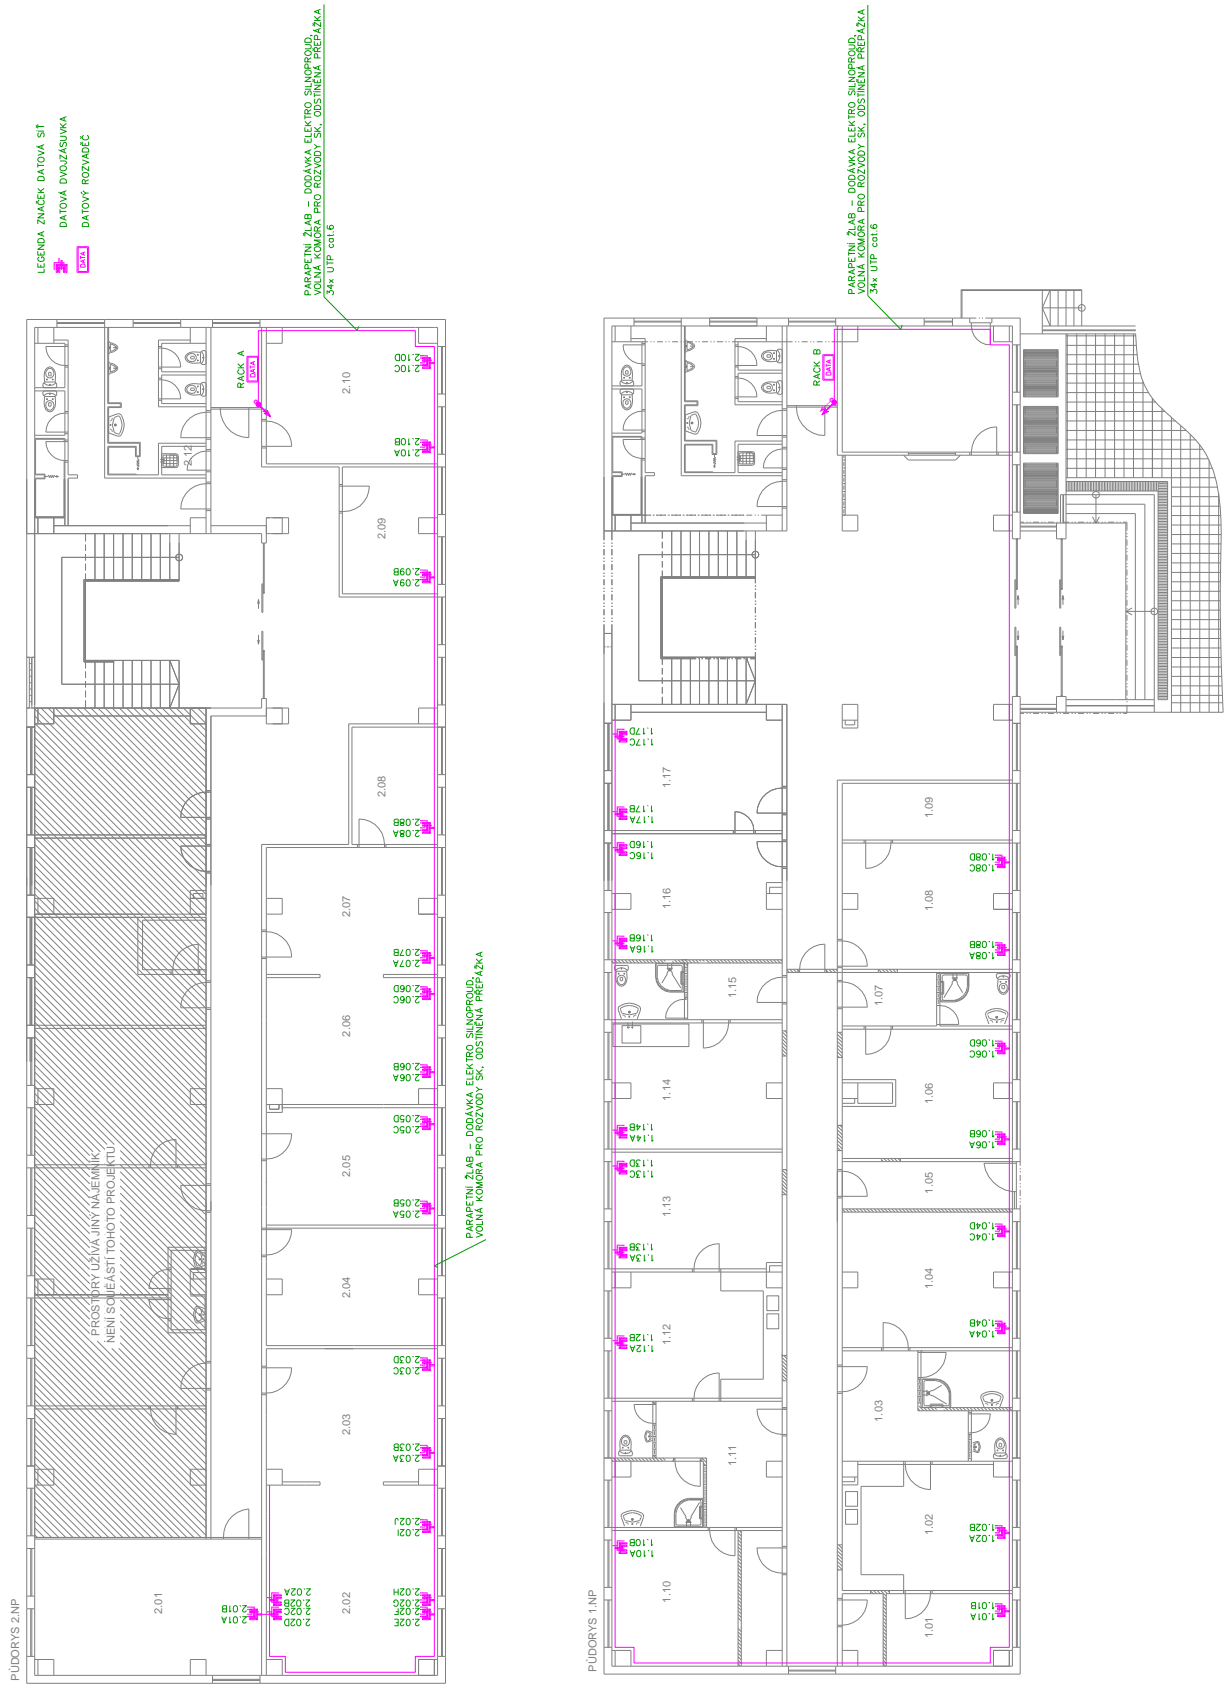 LEGENDA ZNAČEK DATOVÁ SÍŤ
DATOVÁ DVOJZÁSUVKA
DATA
DATOVÝ ROZVADĚČ
PARAPETNÍ ŽLAB – DODÁVKA ELEKTRO SILNOPROUD,
VOLNÁ KOMORA PRO ROZVODY SK, ODSTÍNĚNÁ PŘEPÁŽKA
34x UTP cat.6
PŮDORYS 2.NP
RACK A
DATA
2.10
2.10D
2.10C
2.10B
2.10A
2.12
2.09
2.09B
2.09A
2.08
2.08B
2.08A
2.07
2.07B
2.07A
2.06
2.06D
2.06C
2.06B
2.06A
2.05
2.05D
2.05C
2.05B
2.05A
2.04
2.03
2.03D
2.03C
2.03B
2.03A
2.02
2.02J
2.02I
2.02H
2.02G
2.02F
2.02E
2.02A
2.02B
2.02C
2.02D
2.01
2.01B
2.01A
PROSTORY UŽÍVÁ JINÝ NÁJEMNÍK,
NENÍ SOUČÁSTÍ TOHOTO PROJEKTU
PARAPETNÍ ŽLAB – DODÁVKA ELEKTRO SILNOPROUD,
VOLNÁ KOMORA PRO ROZVODY SK, ODSTÍNĚNÁ PŘEPÁŽKA
PARAPETNÍ ŽLAB – DODÁVKA ELEKTRO SILNOPROUD,
VOLNÁ KOMORA PRO ROZVODY SK, ODSTÍNĚNÁ PŘEPÁŽKA
34x UTP cat.6
PŮDORYS 1.NP
RACK B
DATA
1.17
1.17D
1.17C
1.17B
1.17A
1.16
1.16D
1.16C
1.16B
1.16A
1.15
1.14
1.14B
1.14A
1.13
1.13D
1.13C
1.13B
1.13A
1.12
1.12B
1.12A
1.11
1.10
1.10B
1.10A
1.09
1.08
1.08D
1.08C
1.08B
1.08A
1.07
1.06
1.06D
1.06C
1.06B
1.06A
1.05
1.04
1.04D
1.04C
1.04B
1.04A
1.03
1.02
1.02B
1.02A
1.01
1.01B
1.01A